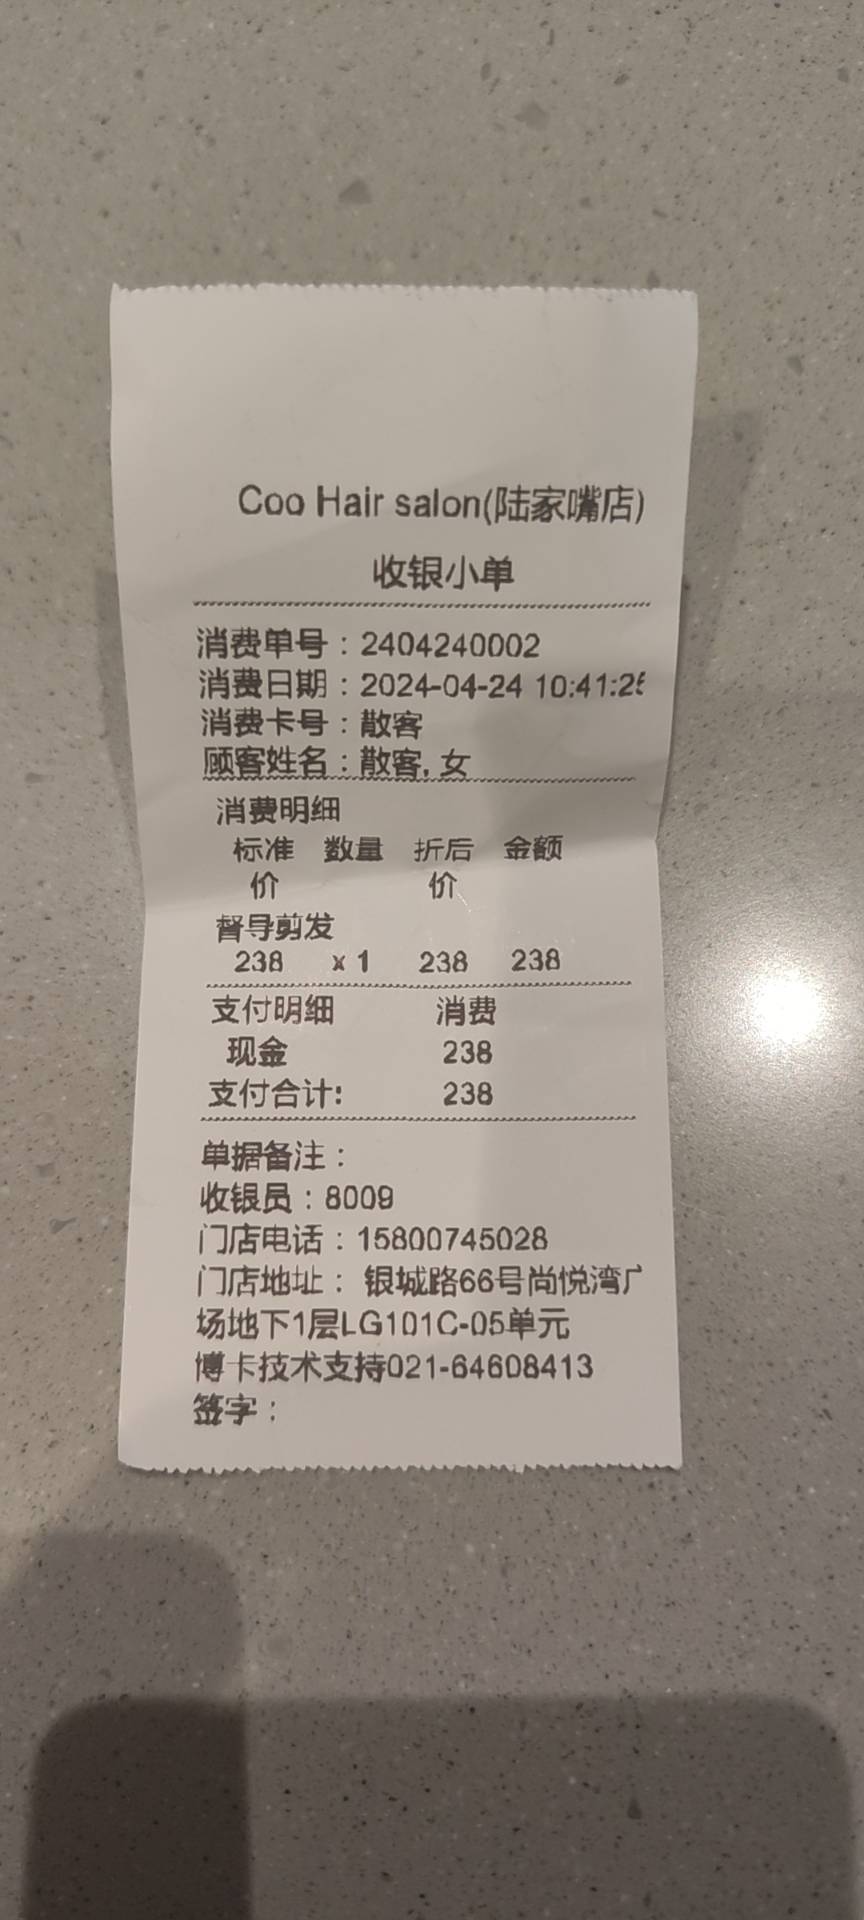 Coo Hair salon(陆家嘴店)
收银小单
消费单号：2404240002
消费日期：2024-04-24 10:41:25
消费卡号：散客
顾客姓名：散客,女
消费明细
标准 数量 折后 金额
价 价
督导剪发
238 x 1 238 238
支付明细 消费
现金 238
支付合计: 238
单据备注：
收银员：8009
门店电话：15800745028
门店地址： 银城路66号尚悦湾广
场地下1层LG101C-05单元
博卡技术支持021-64608413
签字：